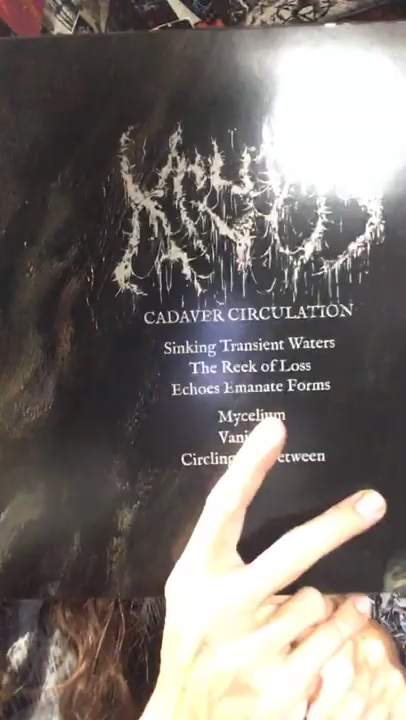 CADAVER CIRCULATION
Sinking Transient Waters
The Reek of Loss
Echoes Emanate Forms
Mycelium
Circling